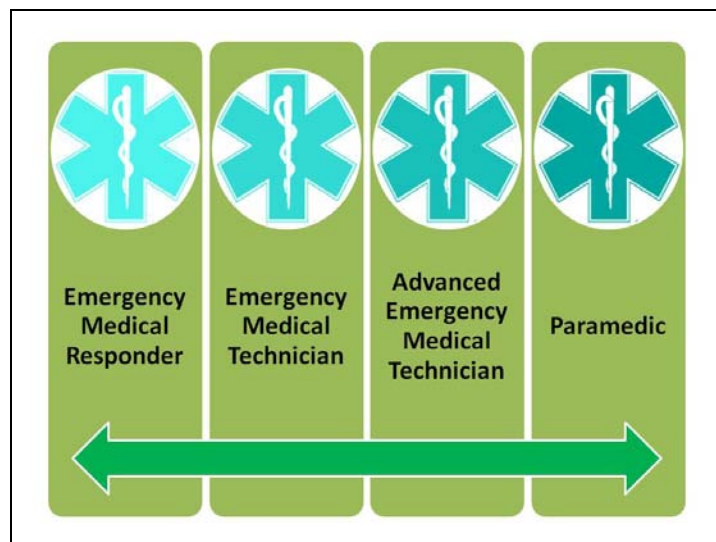 Emergency
Medical
Responder
Emergency
Medical
Technician
Advanced
Emergency
Medical
Technician
Paramedic